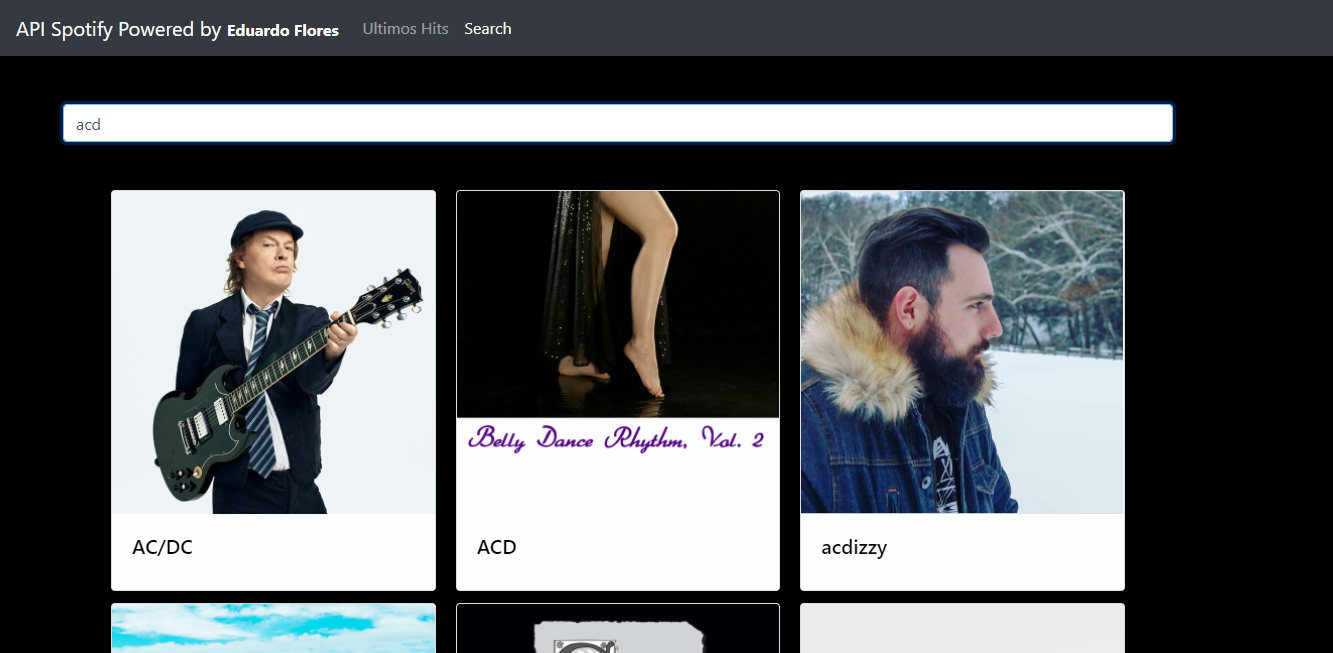 API Spotify Powered by Eduardo Flores Ultimos Hits Search
acd
Belly Dance Rhythm, Vol. 2
AC/DC ACD acdizzy